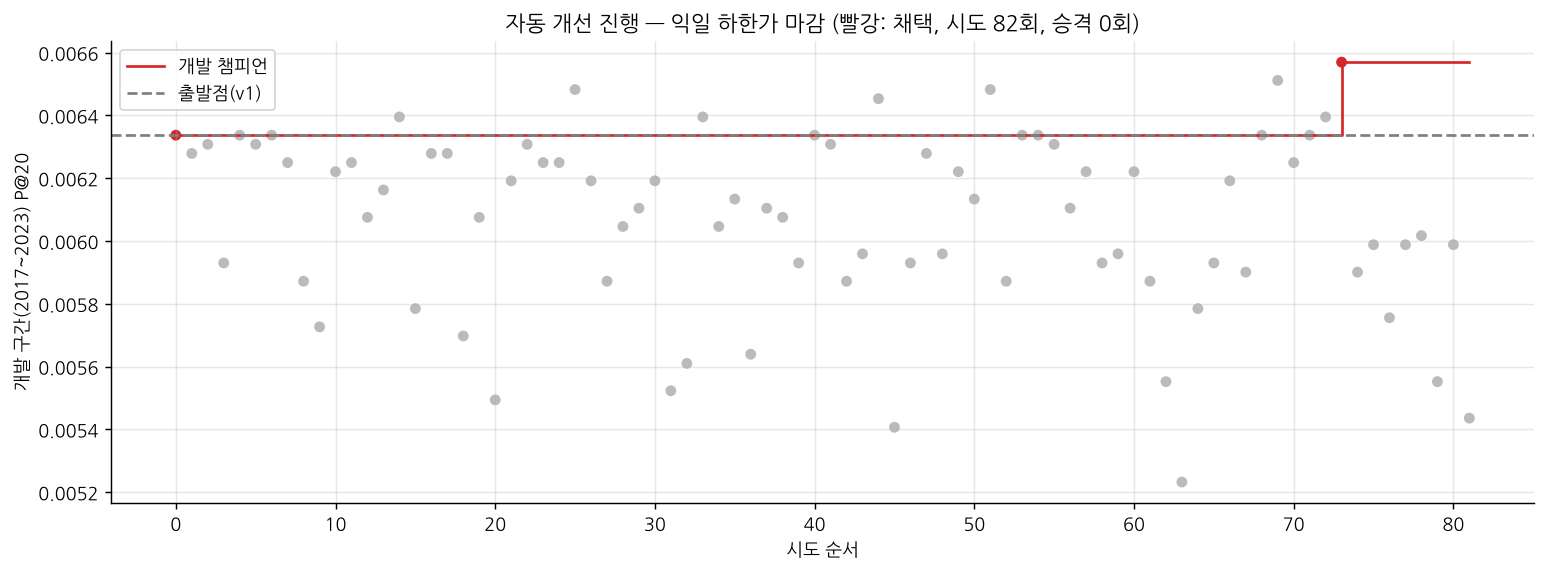 자동 개선 진행 — 익일 하한가 마감 (빨강: 채택, 시도 82회, 승격 0회)
개발 챔피언
출발점(v1)
개발 구간(2017~2023) P@20
0.0066
0.0064
0.0062
0.0060
0.0058
0.0056
0.0054
0.0052
0 10 20 30 40 50 60 70 80
시도 순서